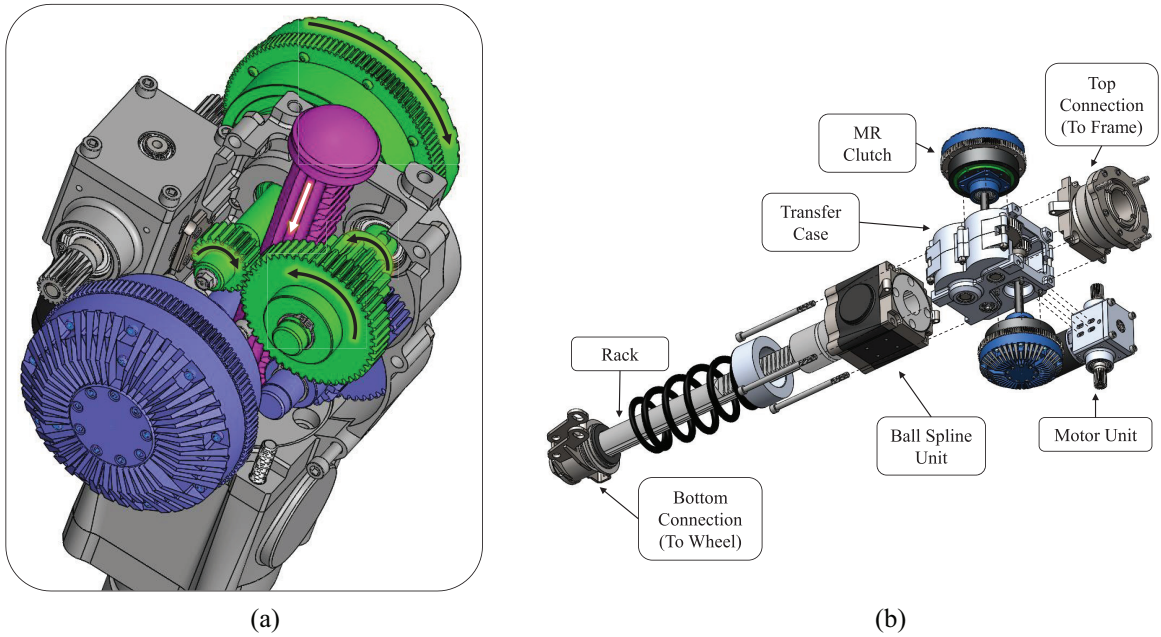 Top
Connection
(To Frame)
MR
Clutch
Transfer
Case
Rack
Ball Spline
Unit
Motor Unit
Bottom
Connection
(To Wheel)
(a)
(b)